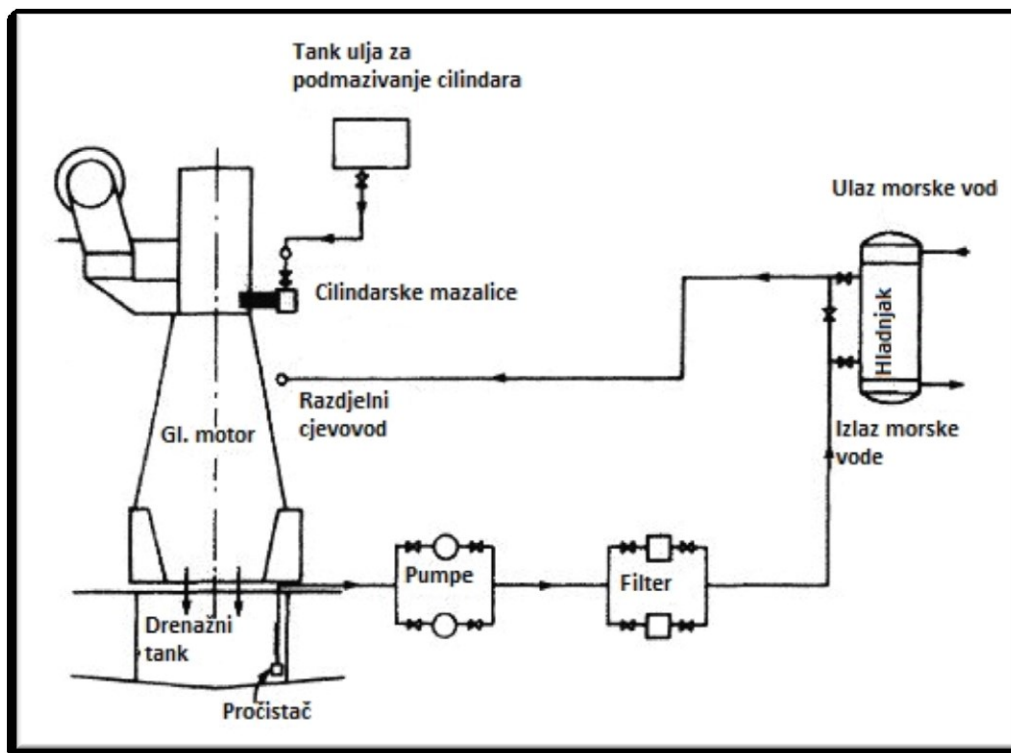 Tank ulja za
podmazivanje cilindara
Ulaz morske vod
Cilindarske mazalice
Hladnjak
Razdjelni
cjevovod
Gl. motor
Izlaz morske
vode
Pumpe
Filter
Drenažni
tank
Pročistač